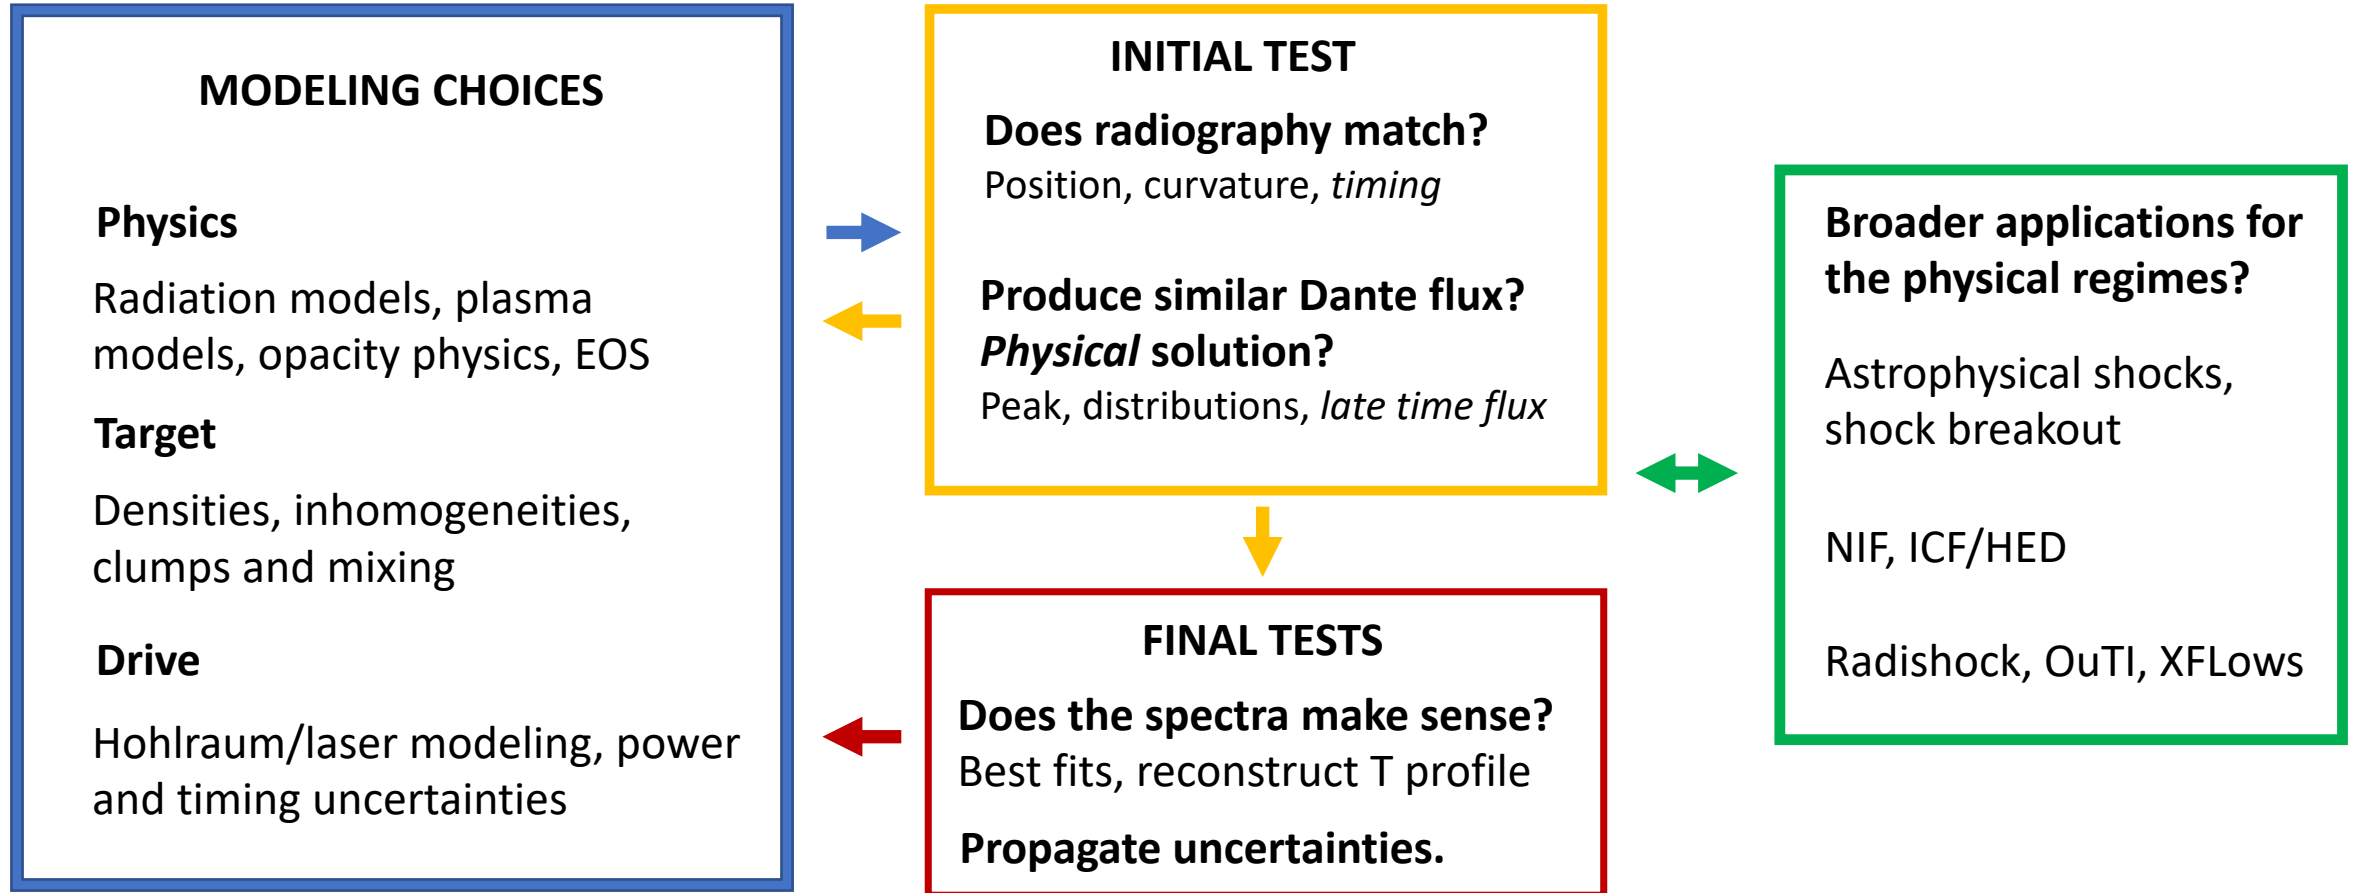 MODELING CHOICES
Physics
Radiation models, plasma
models, opacity physics, EOS
Target
Densities, inhomogeneities,
clumps and mixing
Drive
Hohlraum/laser modeling, power
and timing uncertainties
INITIAL TEST
Does radiography match?
Position, curvature, timing
Produce similar Dante flux?
Physical solution?
Peak, distributions, late time flux
FINAL TESTS
Does the spectra make sense?
Best fits, reconstruct T profile
Propagate uncertainties.
Broader applications for
the physical regimes?
Astrophysical shocks,
shock breakout
NIF, ICF/HED
Radishock, OuTI, XFLows